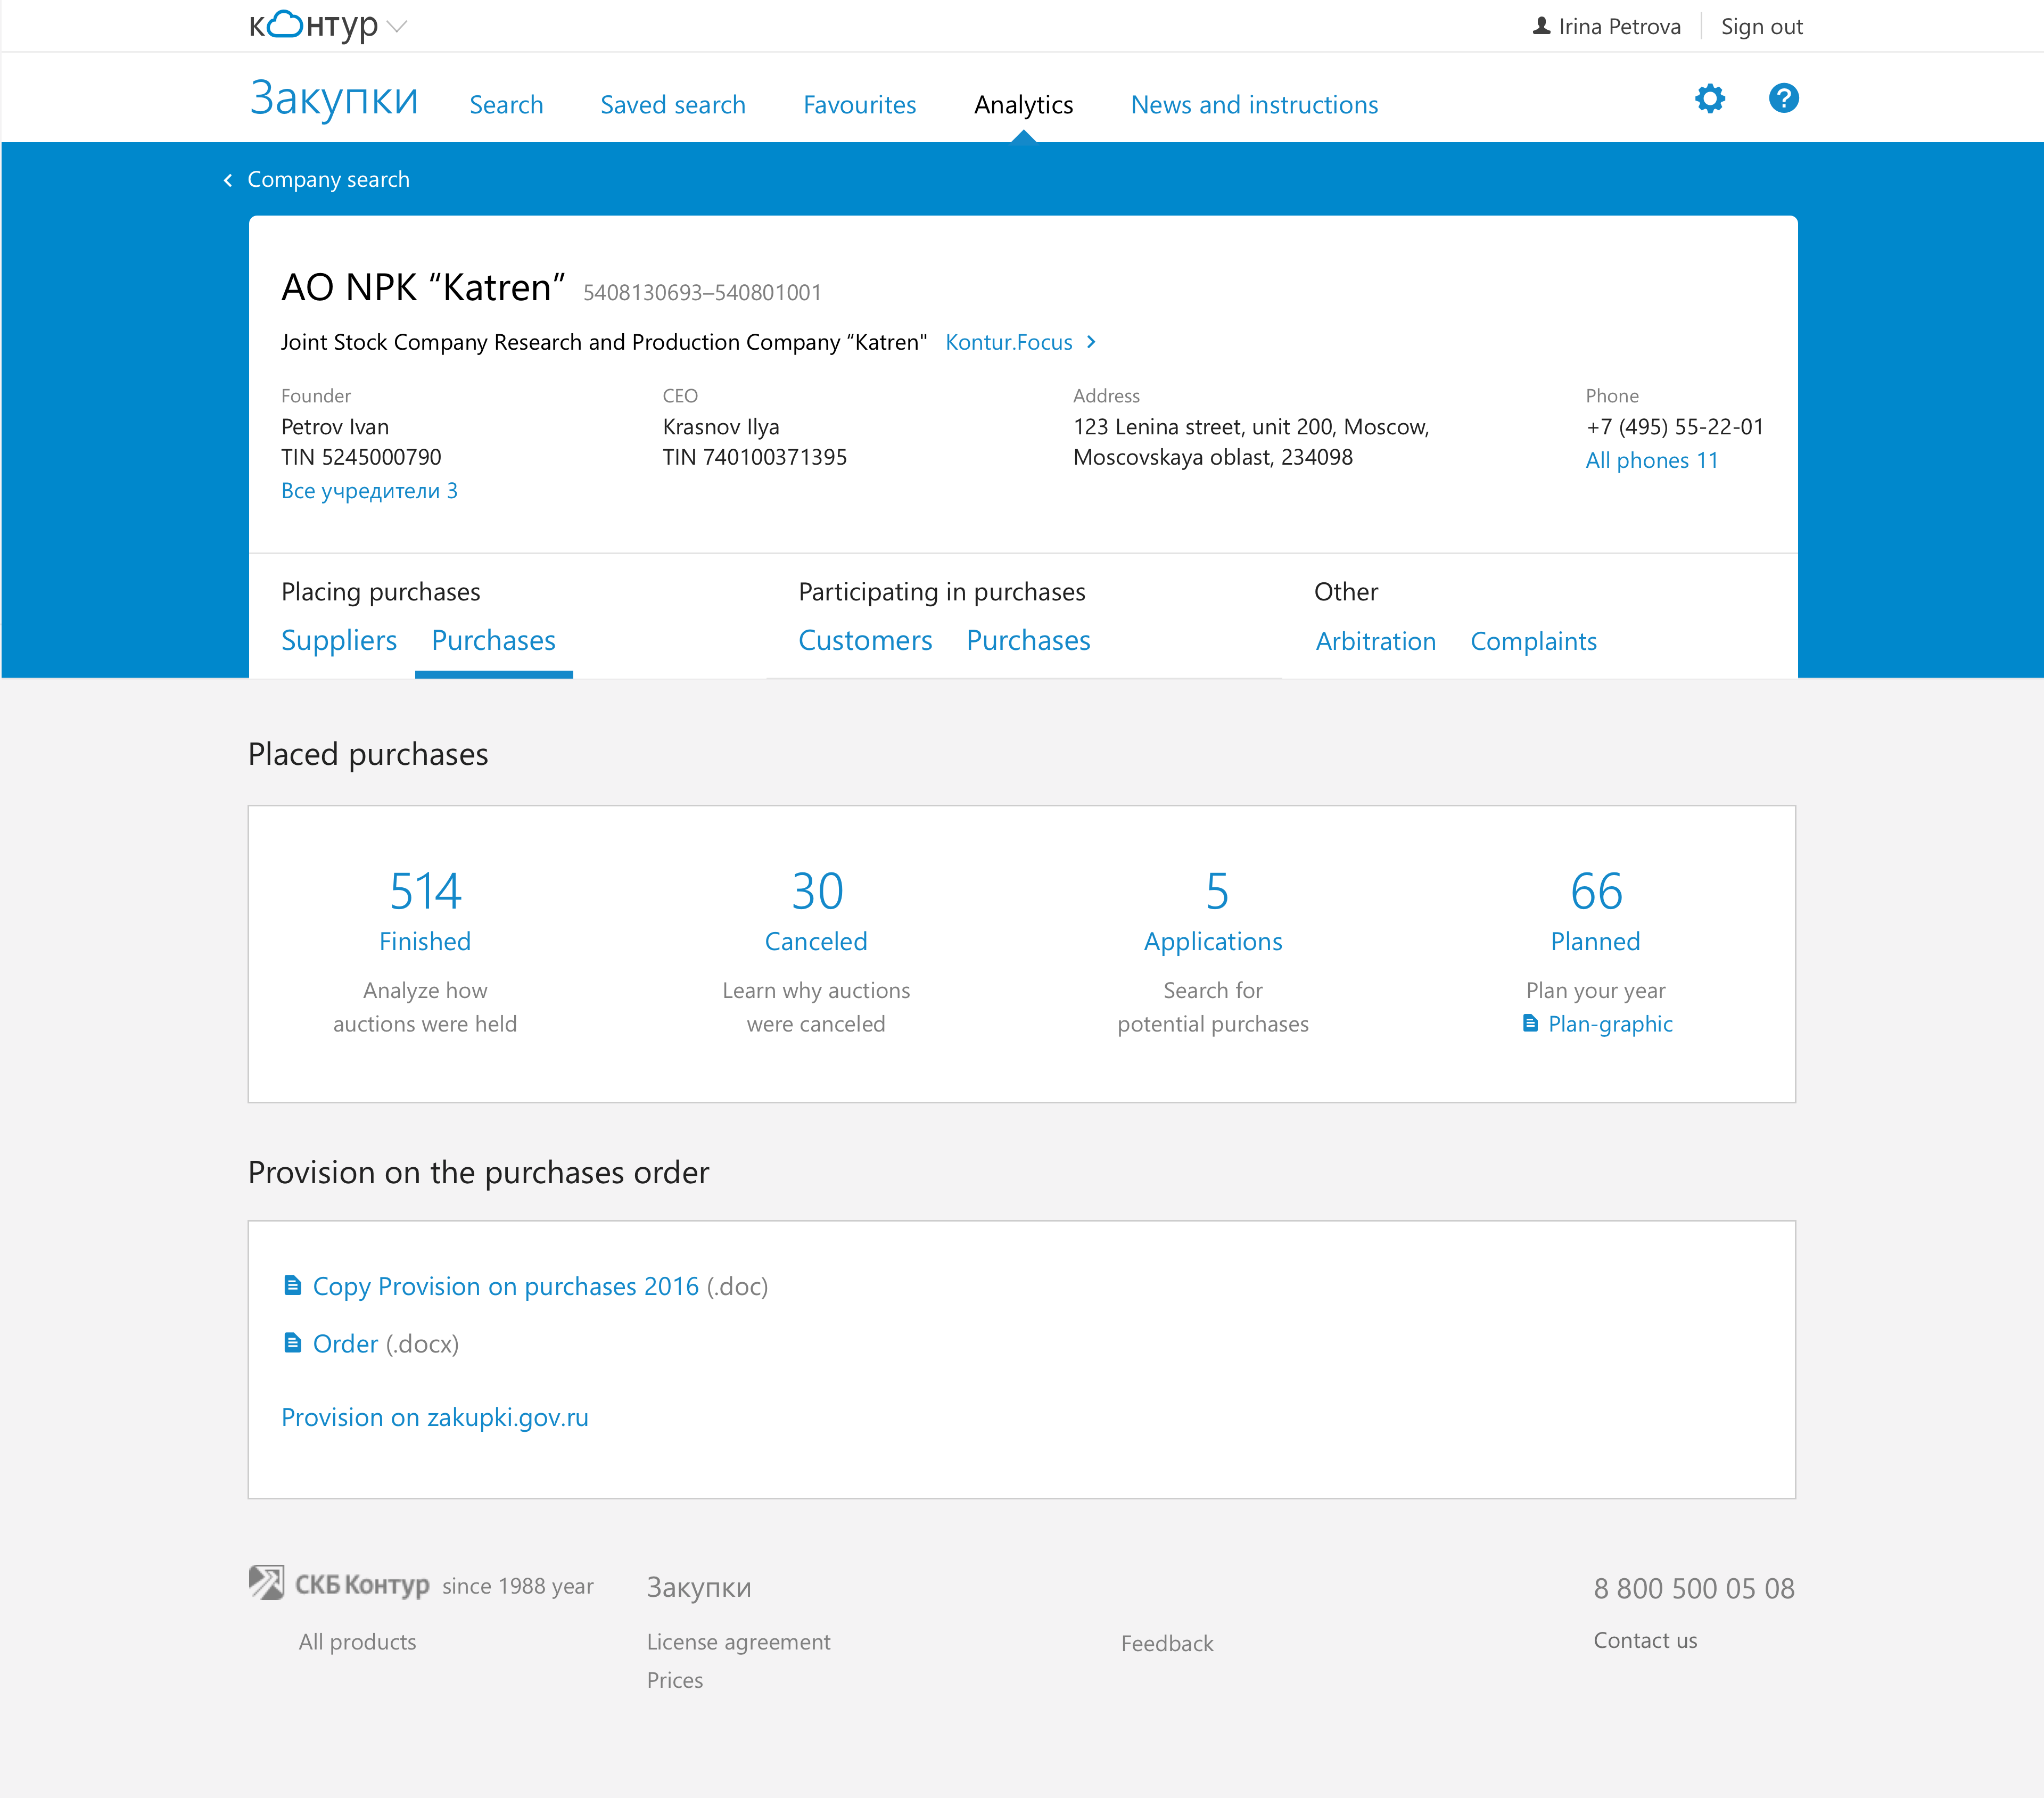 контур
Irina Petrova
Sign out
Закупки
Search
Saved search
Favourites
Analytics
News and instructions
?
Company search
АО NPK “Katren” 5408130693–540801001
Joint Stock Company Research and Production Company “Katren" Kontur.Focus
Founder
Petrov Ivan
TIN 5245000790
Все учредители 3
CEO
Krasnov Ilya
TIN 740100371395
Address
123 Lenina street, unit 200, Moscow,
Moscovskaya oblast, 234098
Phone
+7 (495) 55-22-01
All phones 11
Placing purchases
Suppliers
Purchases
Participating in purchases
Customers
Purchases
Other
Arbitration
Complaints
Placed purchases
514
Finished
Analyze how
auctions were held
30
Canceled
Learn why auctions
were canceled
5
Applications
Search for
potential purchases
66
Planned
Plan your year
Plan-graphic
Provision on the purchases order
Copy Provision on purchases 2016 (.doc)
Order (.docx)
Provision on zakupki.gov.ru
СКБ Контур since 1988 year
All products
Закупки
License agreement
Prices
Feedback
8 800 500 05 08
Contact us